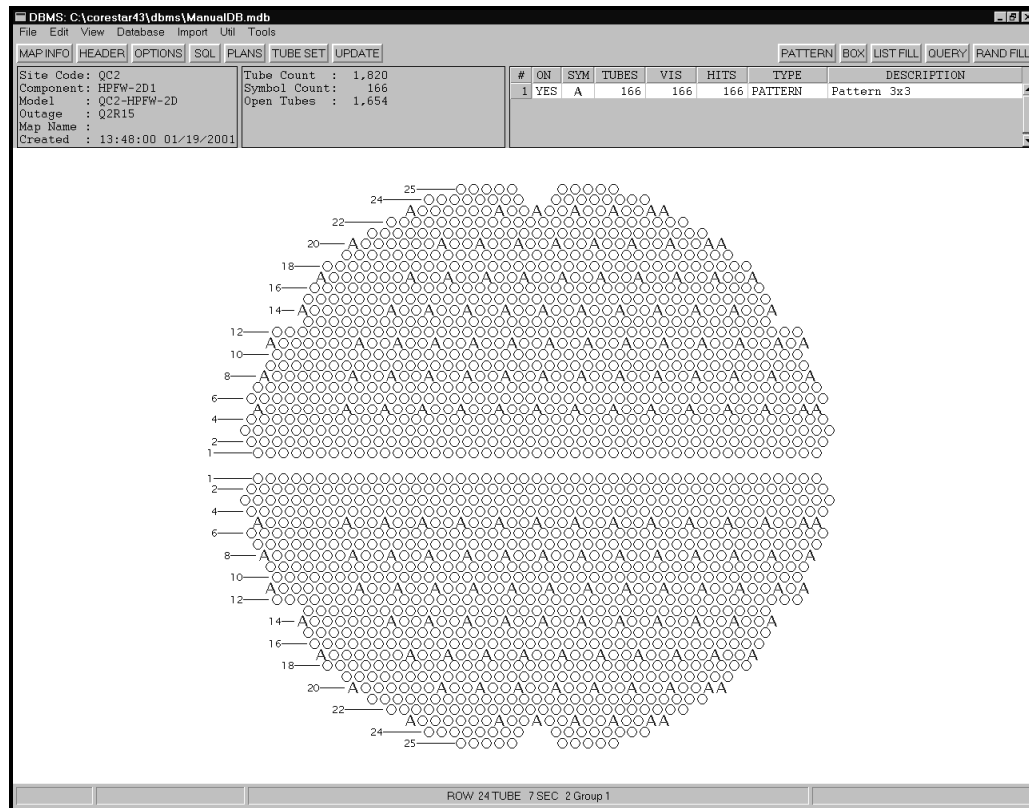 DBMS: C:\corestar43\dbms\ManualDB.mdb
File Edit View Database Import Util Tools
MAP INFO HEADER OPTIONS SQL PLANS TUBE SET UPDATE PATTERN BOX LIST FILL QUERY RAND FILL
Site Code: QC2
Component: HPFW-2D1
Model : QC2-HPFW-2D
Outage : Q2R15
Map Name :
Created : 13:48:00 01/19/2001
Tube Count : 1,820
Symbol Count: 166
Open Tubes : 1,654
# ON SYM TUBES VIS HITS TYPE DESCRIPTION
1 YES A 166 166 166 PATTERN Pattern 3x3
25
24
22
20
18
16
14
12
10
8
6
4
2
1
1
2
4
6
8
10
12
14
16
18
20
22
24
25
ROW 24 TUBE 7 SEC 2 Group 1